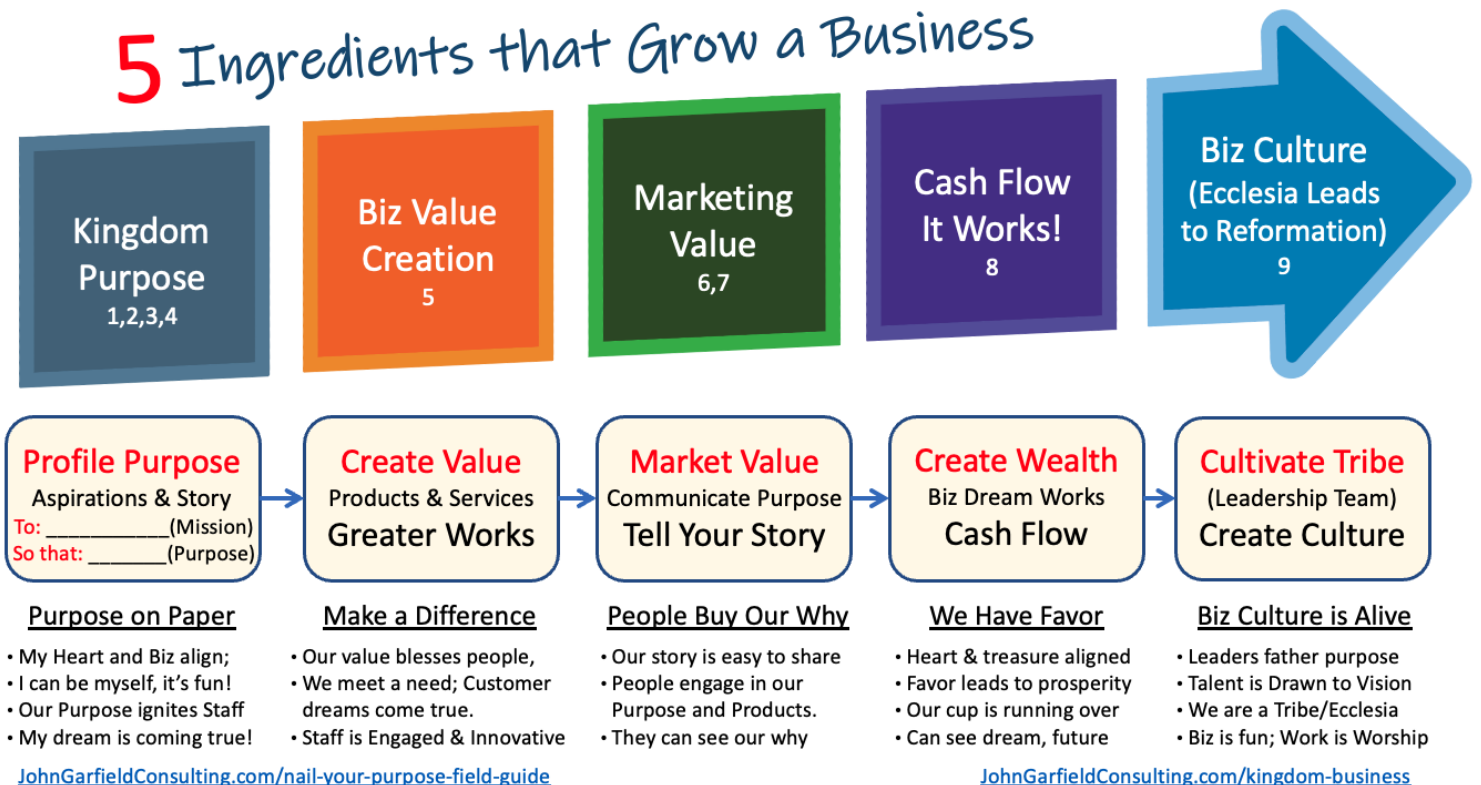 5 Ingredients that Grow a Business
Kingdom
Purpose
1,2,3,4
Biz Value
Creation
5
Marketing
Value
6,7
Cash Flow
It Works!
8
Biz Culture
(Ecclesia Leads
to Reformation)
9
Profile Purpose
Aspirations & Story
To: ___________(Mission)
So that: _______(Purpose)
Create Value
Products & Services
Greater Works
Market Value
Communicate Purpose
Tell Your Story
Create Wealth
Biz Dream Works
Cash Flow
Cultivate Tribe
(Leadership Team)
Create Culture
Purpose on Paper
• My Heart and Biz align;
• I can be myself, it's fun!
• Our Purpose ignites Staff
• My dream is coming true!
Make a Difference
• Our value blesses people,
• We meet a need; Customer
dreams come true.
• Staff is Engaged & Innovative
People Buy Our Why
• Our story is easy to share
• People engage in our
Purpose and Products.
• They can see our why
We Have Favor
• Heart & treasure aligned
• Favor leads to prosperity
• Our cup is running over
• Can see dream, future
Biz Culture is Alive
• Leaders father purpose
• Talent is Drawn to Vision
• We are a Tribe/Ecclesia
• Biz is fun; Work is Worship
JohnGarfieldConsulting.com/nail-your-purpose-field-guide
JohnGarfieldConsulting.com/kingdom-business